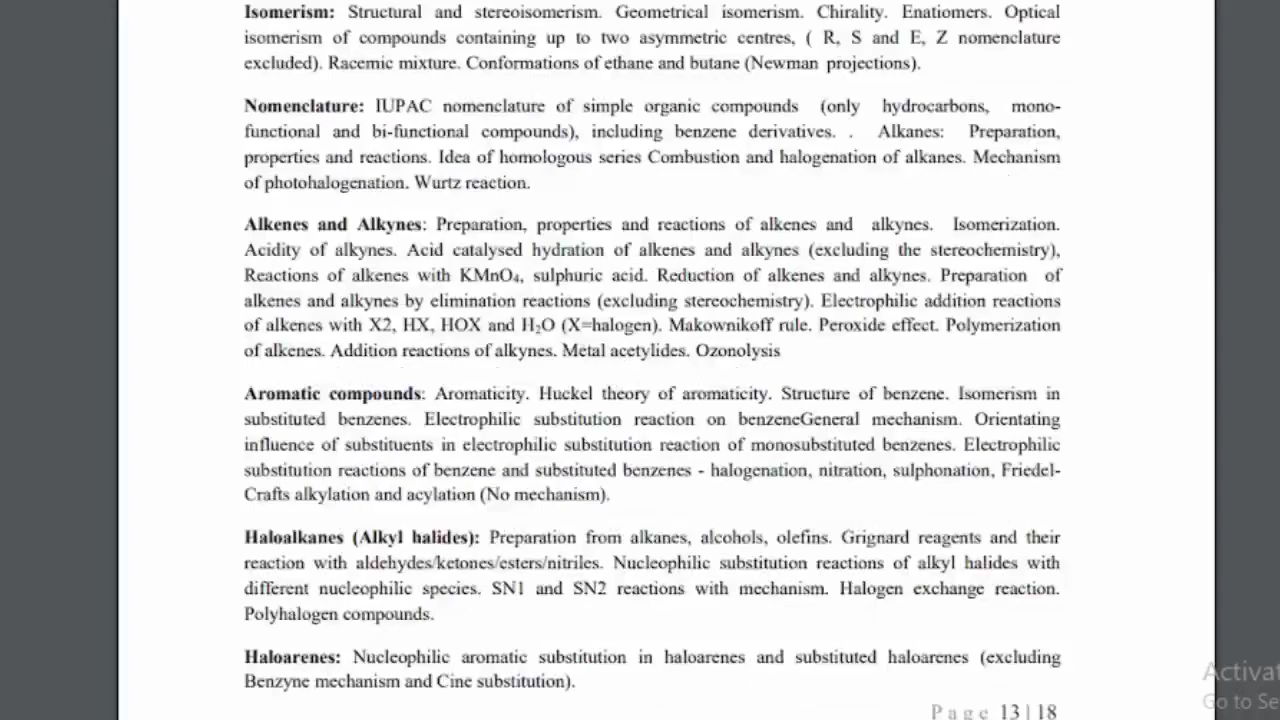 Isomerism: Structural and stereoisomerism. Geometrical isomerism. Chirality. Enatiomers. Optical
isomerism of compounds containing up to two asymmetric centres, ( R, S and E, Z nomenclature
excluded). Racemic mixture. Conformations of ethane and butane (Newman projections).
Nomenclature: IUPAC nomenclature of simple organic compounds (only hydrocarbons, mono-
functional and bi-functional compounds), including benzene derivatives. . Alkanes: Preparation,
properties and reactions. Idea of homologous series Combustion and halogenation of alkanes. Mechanism
of photohalogenation. Wurtz reaction.
Alkenes and Alkynes: Preparation, properties and reactions of alkenes and alkynes. Isomerization.
Acidity of alkynes. Acid catalysed hydration of alkenes and alkynes (excluding the stereochemistry),
Reactions of alkenes with KMnO₄, sulphuric acid. Reduction of alkenes and alkynes. Preparation of
alkenes and alkynes by elimination reactions (excluding stereochemistry). Electrophilic addition reactions
of alkenes with X2, HX, HOX and H₂O (X=halogen). Makownikoff rule. Peroxide effect. Polymerization
of alkenes. Addition reactions of alkynes. Metal acetylides. Ozonolysis
Aromatic compounds: Aromaticity. Huckel theory of aromaticity. Structure of benzene. Isomerism in
substituted benzenes. Electrophilic substitution reaction on benzeneGeneral mechanism. Orientating
influence of substituents in electrophilic substitution reaction of monosubstituted benzenes. Electrophilic
substitution reactions of benzene and substituted benzenes - halogenation, nitration, sulphonation, Friedel-
Crafts alkylation and acylation (No mechanism).
Haloalkanes (Alkyl halides): Preparation from alkanes, alcohols, olefins. Grignard reagents and their
reaction with aldehydes/ketones/esters/nitriles. Nucleophilic substitution reactions of alkyl halides with
different nucleophilic species. SN1 and SN2 reactions with mechanism. Halogen exchange reaction.
Polyhalogen compounds.
Haloarenes: Nucleophilic aromatic substitution in haloarenes and substituted haloarenes (excluding
Benzyne mechanism and Cine substitution).
Page 13|18
Activat
Go to Se